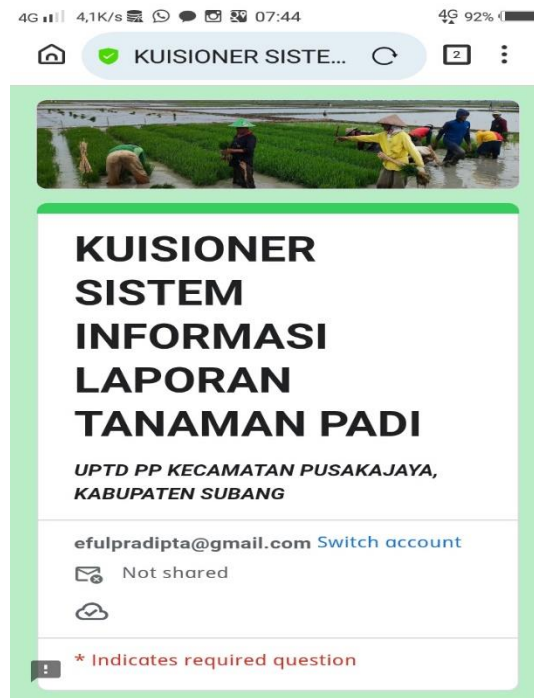 4G 4,1K/s 07:44 4G 92%
KUISIONER SISTE... 2
KUISIONER
SISTEM
INFORMASI
LAPORAN
TANAMAN PADI
UPTD PP KECAMATAN PUSAKAJAYA,
KABUPATEN SUBANG
efulpradipta@gmail.com Switch account
Not shared
* Indicates required question